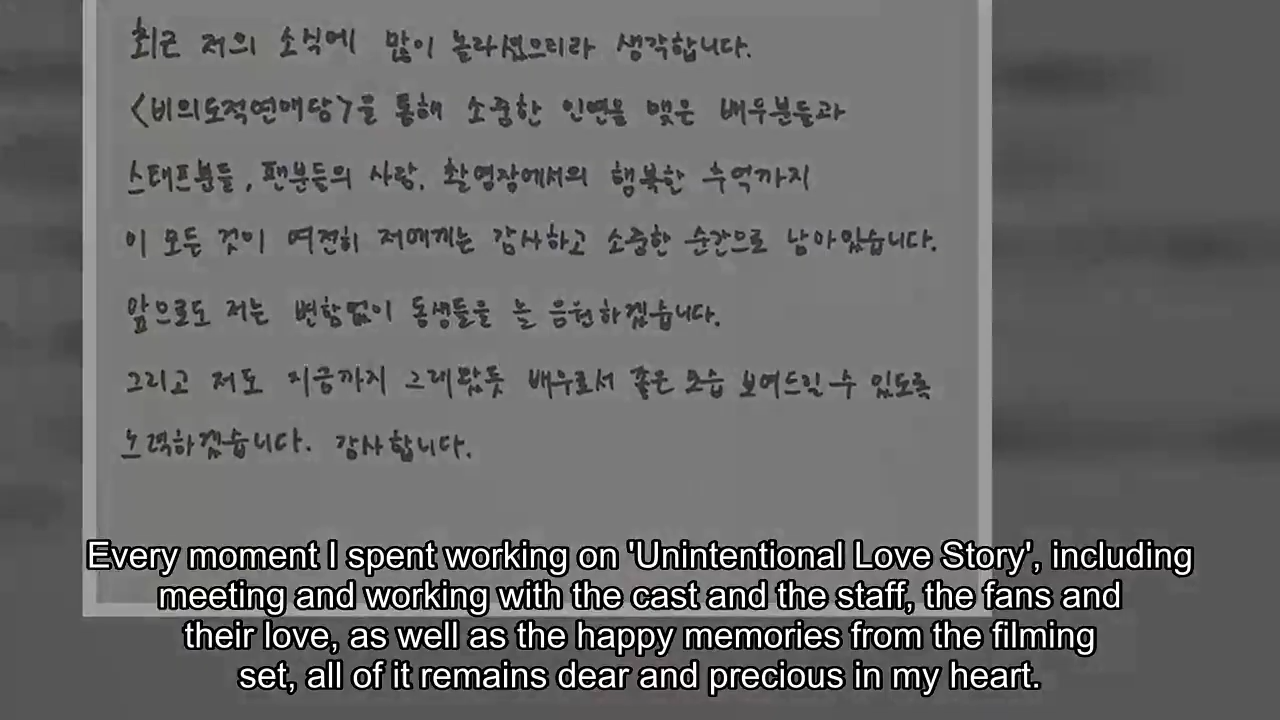 최근 저의 소식에 많이 놀라셨으리라 생각합니다.
<비의도적연애담>을 통해 소중한 인연을 맺은 배우분들과
스태프분들, 팬분들의 사랑, 촬영장에서의 행복한 추억까지
이 모든 것이 여전히 저에게는 감사하고 소중한 순간으로 남아있습니다.
앞으로도 저는 변함없이 동생들을 늘 응원하겠습니다.
그리고 저도 지금까지 그래왔듯 배우로서 좋은 모습 보여드릴 수 있도록
노력하겠습니다. 감사합니다.
Every moment I spent working on 'Unintentional Love Story', including
meeting and working with the cast and the staff, the fans and
their love, as well as the happy memories from the filming
set, all of it remains dear and precious in my heart.